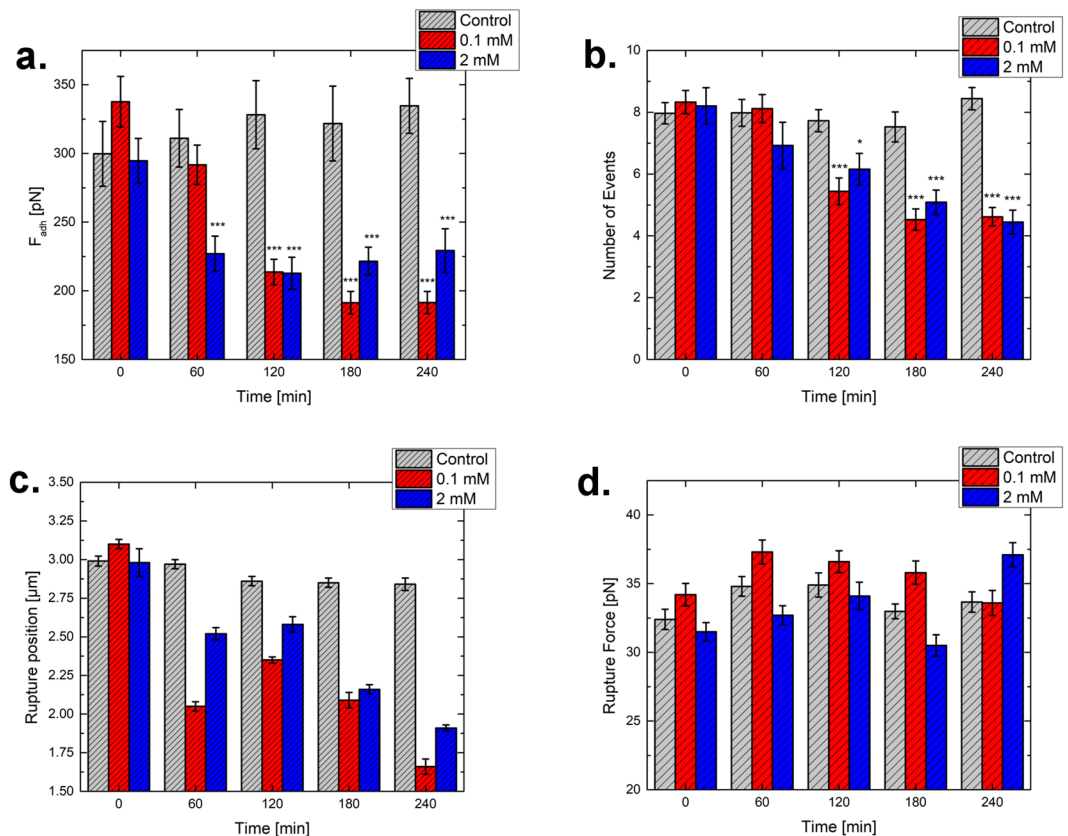 a.
Control
0.1 mM
2 mM
F_adh [pN]
350
300
250
200
150
***
*** ***
*** ***
*** ***
0 60 120 180 240
Time [min]
b.
Control
0.1 mM
2 mM
Number of Events
10
8
6
4
2
0
*** *
*** ***
*** ***
0 60 120 180 240
Time [min]
c.
Control
0.1 mM
2 mM
Rupture position [µm]
3.50
3.25
3.00
2.75
2.50
2.25
2.00
1.75
1.50
0 60 120 180 240
Time [min]
d.
Control
0.1 mM
2 mM
Rupture Force [pN]
40
35
30
25
20
0 60 120 180 240
Time [min]